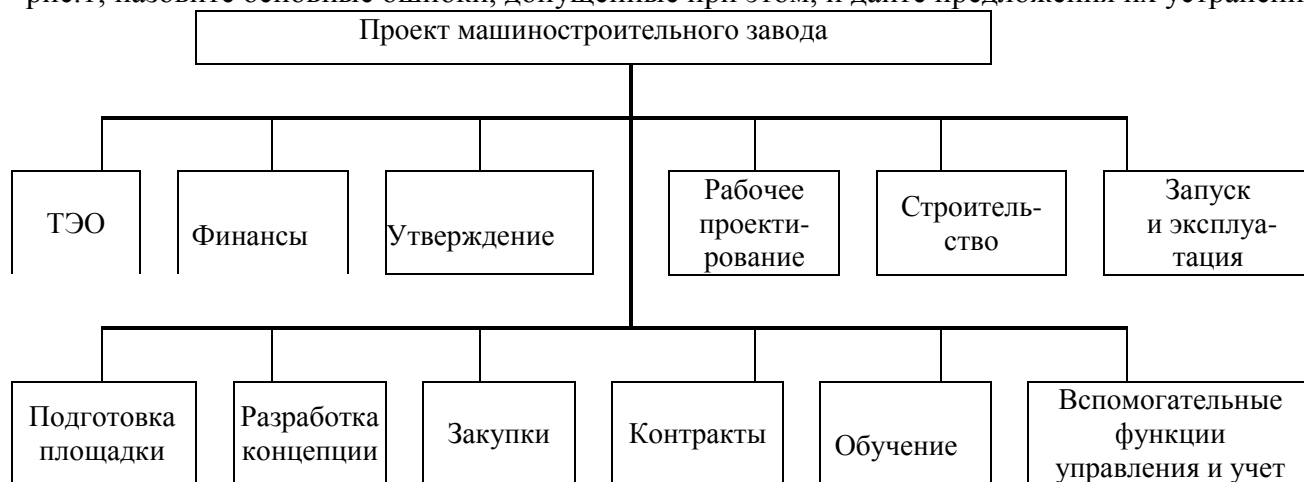 рис.1, назовите основные ошибки, допущенные при этом, и дайте предложения их устранени
Проект машиностроительного завода
ТЭО
Финансы
Утверждение
Рабочее
проекти-
рование
Строитель-
ство
Запуск
и эксплуа-
тация
Подготовка
площадки
Разработка
концепции
Закупки
Контракты
Обучение
Вспомогательные
функции
управления и учет